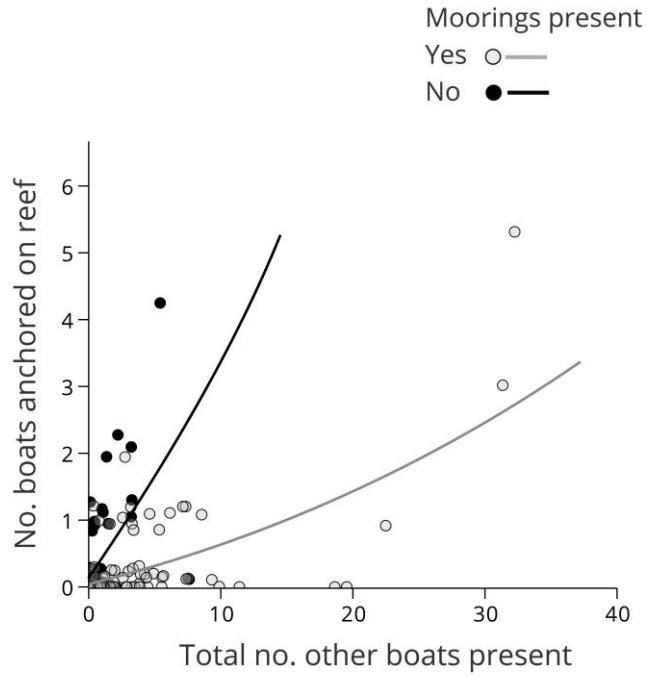 Moorings present
Yes
No
No. boats anchored on reef
6
5
4
3
2
1
0
0 10 20 30 40
Total no. other boats present